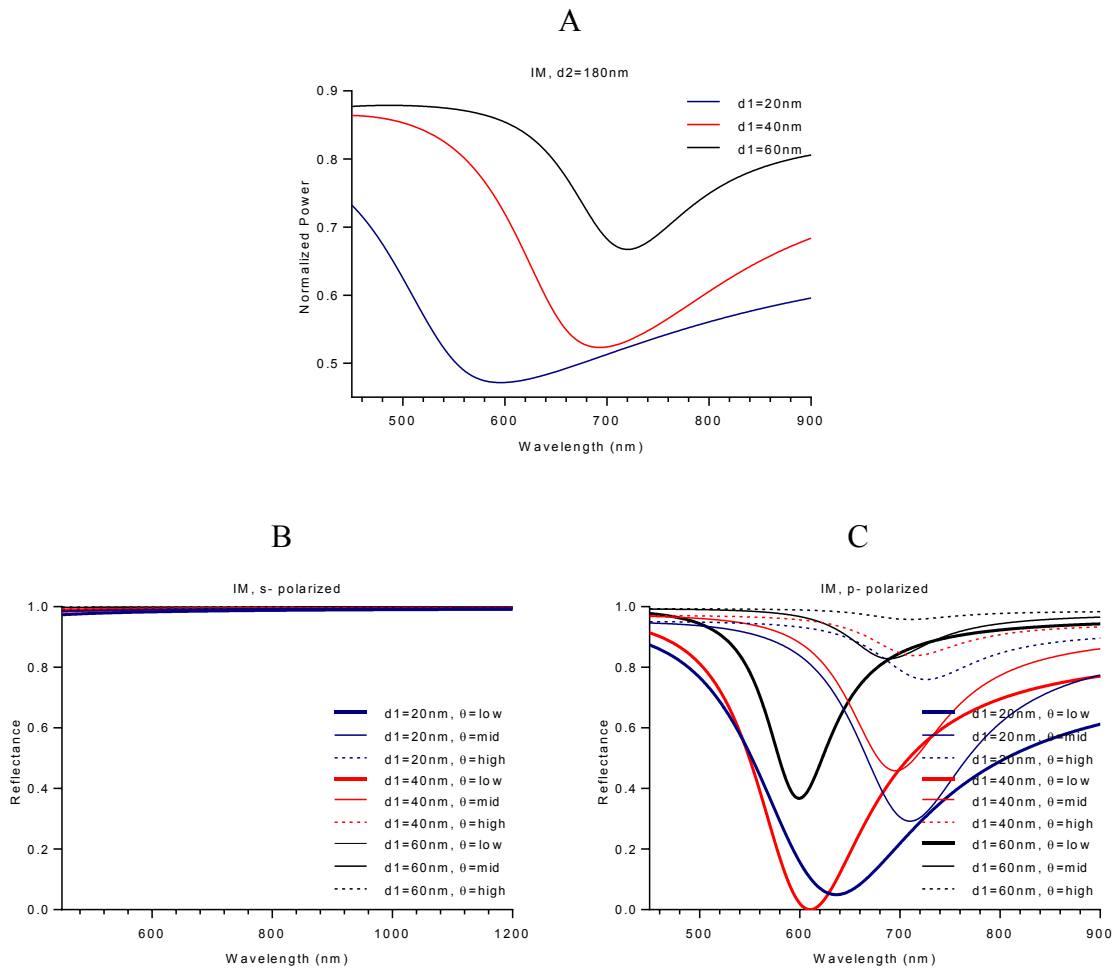 A
IM, d2=180nm
0.9
0.8
0.7
0.6
0.5
Normalized Power
d1=20nm
d1=40nm
d1=60nm
500 600 700 800 900
Wavelength (nm)
B
IM, s- polarized
1.0
0.8
0.6
0.4
0.2
0.0
Reflectance
d1=20nm, θ=low
d1=20nm, θ=mid
d1=20nm, θ=high
d1=40nm, θ=low
d1=40nm, θ=mid
d1=40nm, θ=high
d1=60nm, θ=low
d1=60nm, θ=mid
d1=60nm, θ=high
600 800 1000 1200
Wavelength (nm)
C
IM, p- polarized
1.0
0.8
0.6
0.4
0.2
0.0
Reflectance
d1=20nm, θ=low
d1=20nm, θ=mid
d1=20nm, θ=high
d1=40nm, θ=low
d1=40nm, θ=mid
d1=40nm, θ=high
d1=60nm, θ=low
d1=60nm, θ=mid
d1=60nm, θ=high
500 600 700 800 900
Wavelength (nm)